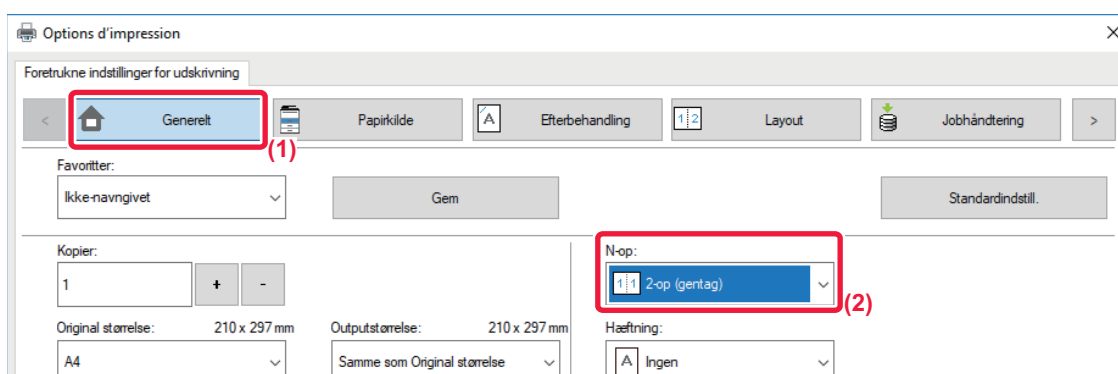 Options d'impression
Foretrukne indstillinger for udskrivning
< Generelt Papirkilde A Efterbehandling 1 2 Layout Jobhåndtering >
(1)
Favoritter:
Ikke-navngivet Gem Standardindstill.
Kopier: N-op:
1 + - 1 1 2-op (gentag)
(2)
Original størrelse: 210 x 297 mm Outputstørrelse: 210 x 297 mm Hæftning:
A4 Samme som Original størrelse A Ingen